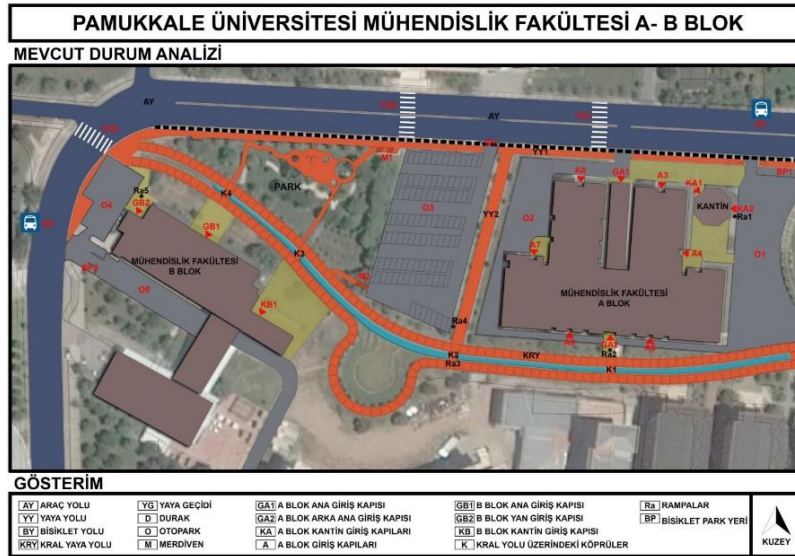 PAMUKKALE ÜNİVERSİTESİ MÜHENDİSLİK FAKÜLTESİ A- B BLOK
MEVCUT DURUM ANALİZİ
AY
AY
YY1
M1
BP1
A6
GA1
A3
KA1
KANTİN
KA2
Ra1
PARK
K4
Ra5
GB2
O4
GB1
O3
YY2
O2
A7
A4
O1
MÜHENDİSLİK FAKÜLTESİ
B BLOK
K3
MÜHENDİSLİK FAKÜLTESİ
A BLOK
M2
O5
KB1
Ra4
GA2
Ra2
K2
Ra3
KRY
K1
GÖSTERİM
AY ARAÇ YOLU
YY YAYA YOLU
BY BİSİKLET YOLU
KRY KRAL YAYA YOLU
YG YAYA GEÇİDİ
D DURAK
O OTOPARK
M MERDİVEN
GA1 A BLOK ANA GİRİŞ KAPISI
GA2 A BLOK ARKA ANA GİRİŞ KAPISI
KA A BLOK KANTİN GİRİŞ KAPILARI
A A BLOK GİRİŞ KAPILARI
GB1 B BLOK ANA GİRİŞ KAPISI
GB2 B BLOK YAN GİRİŞ KAPISI
KB B BLOK KANTİN GİRİŞ KAPISI
K KRAL YOLU ÜZERİNDEKİ KÖPRÜLER
Ra RAMPALAR
BP BİSİKLET PARK YERİ
KUZEY